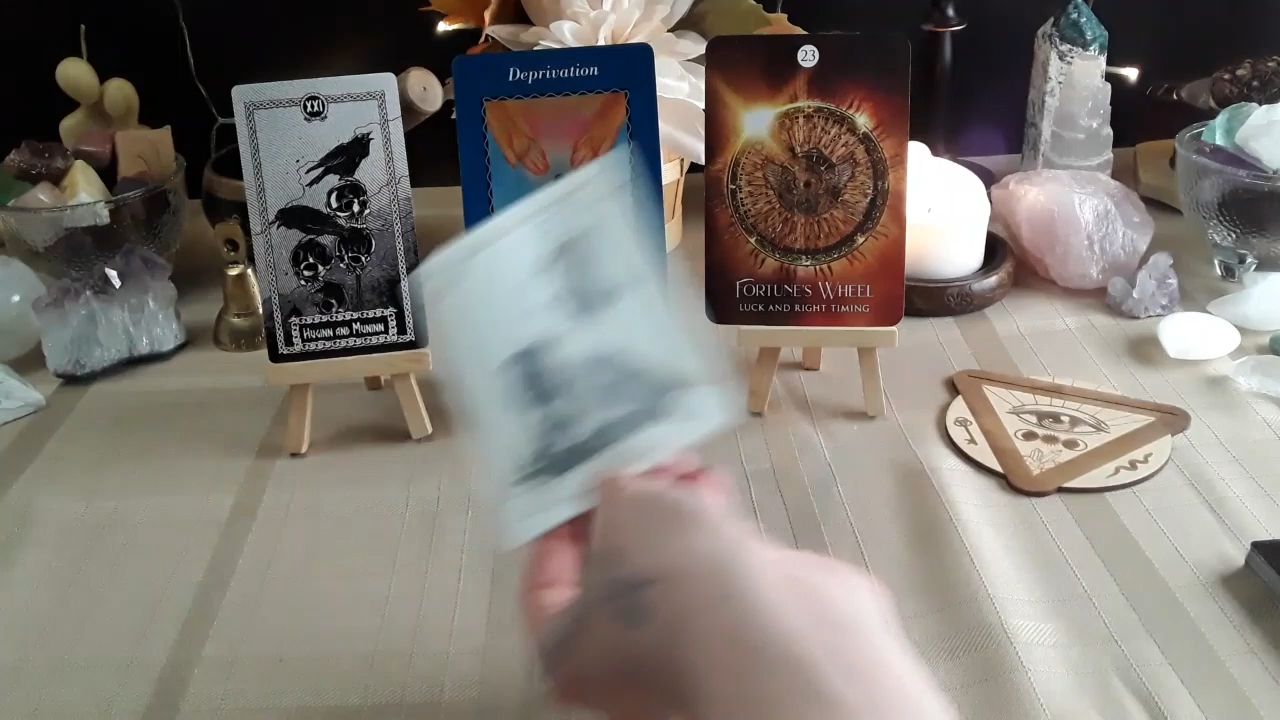 XXI
Huginn and Muninn
Deprivation
23
Fortune's Wheel
Luck and Right Timing